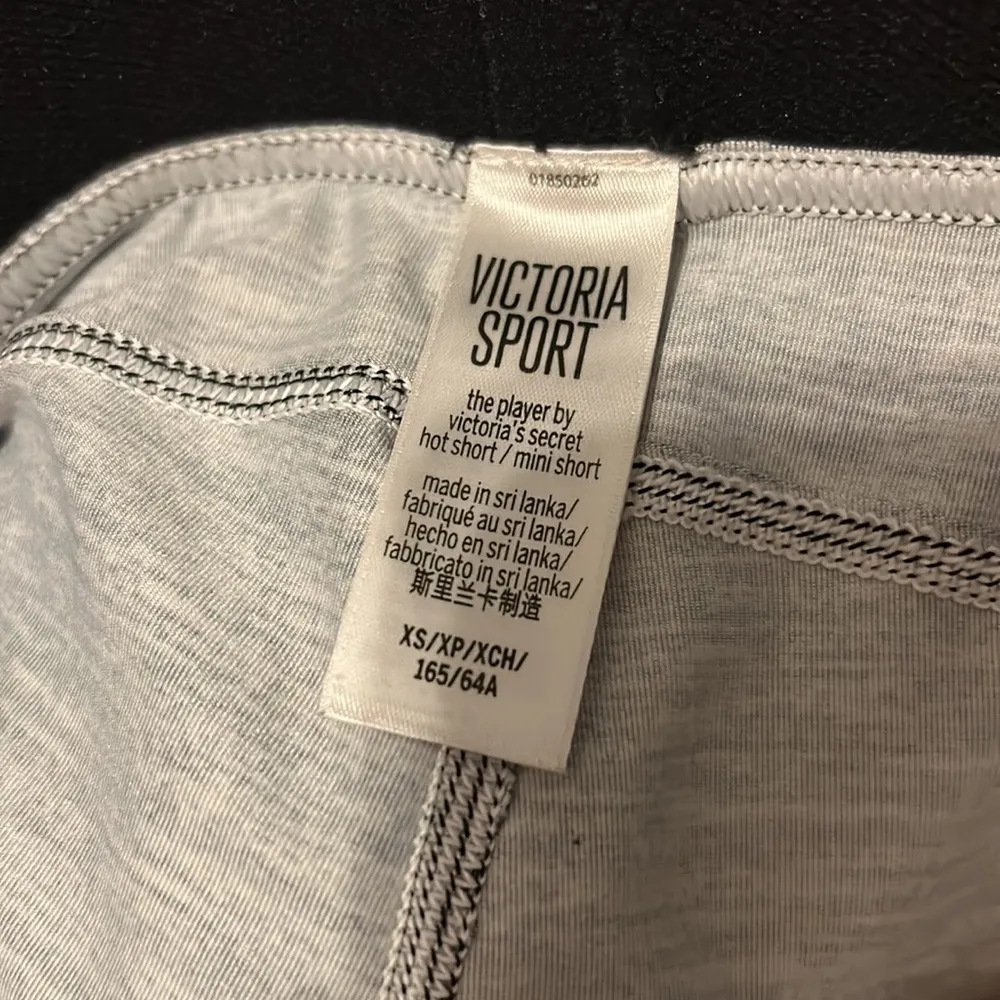 01850202
VICTORIA
SPORT
the player by
victoria's secret
hot short / mini short
made in sri lanka/
fabriqué au sri lanka/
hecho en sri lanka/
fabbricato in sri lanka/
斯里兰卡制造
XS/XP/XCH/
165/64A